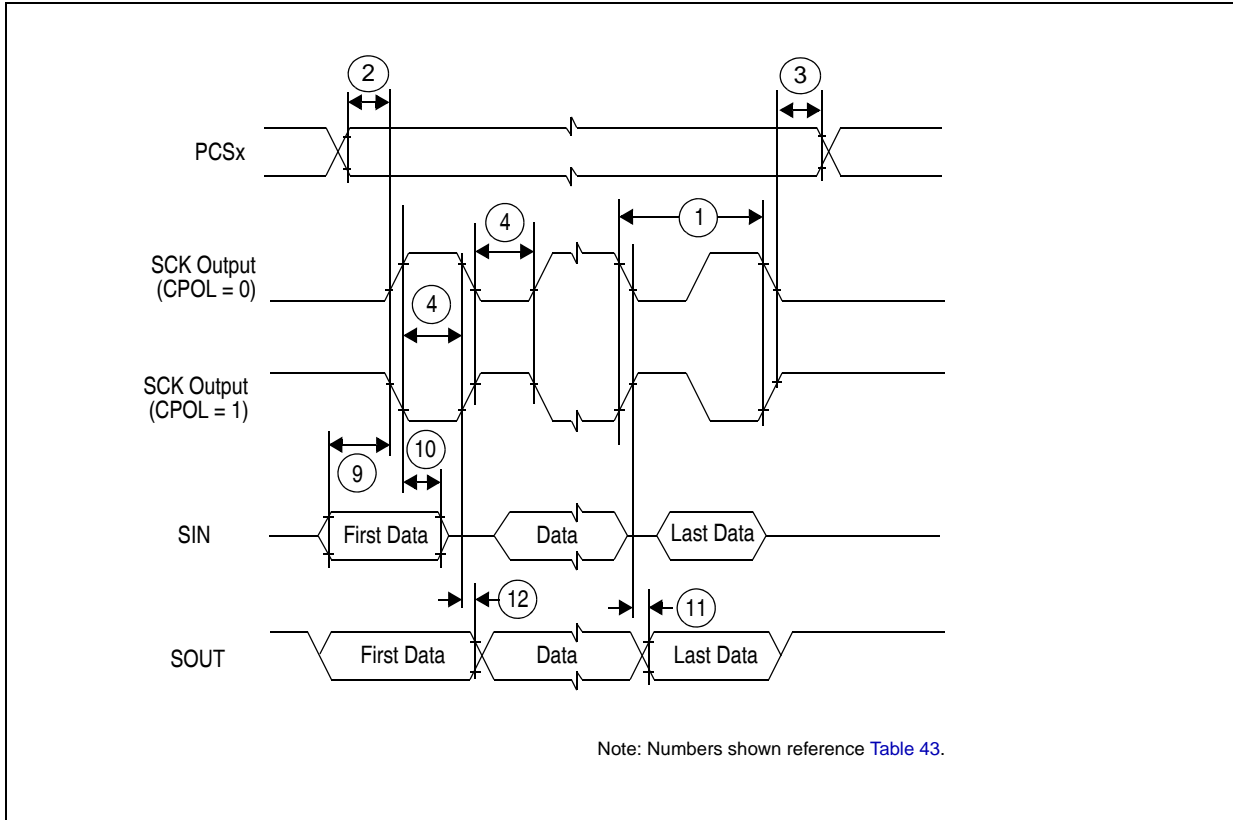 2
3
PCSx
4
1
SCK Output
(CPOL = 0)
4
SCK Output
(CPOL = 1)
10
9
SIN
First Data
Data
Last Data
12
11
SOUT
First Data
Data
Last Data
Note: Numbers shown reference Table 43.